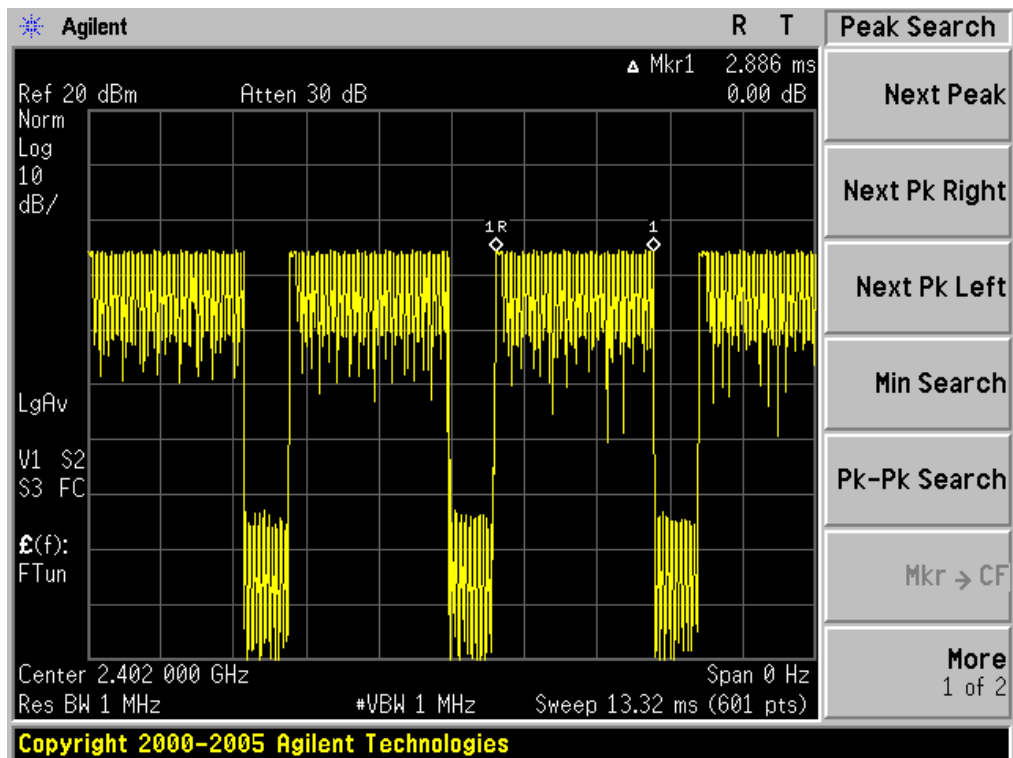 Agilent R T
Peak Search
Δ Mkr1 2.886 ms
Ref 20 dBm Atten 30 dB 0.00 dB
Norm
Log
10
dB/
1R 1
LgAv
V1 S2
S3 FC
£(f):
FTun
Center 2.402 000 GHz Span 0 Hz
Res BW 1 MHz #VBW 1 MHz Sweep 13.32 ms (601 pts)
Copyright 2000-2005 Agilent Technologies
Next Peak
Next Pk Right
Next Pk Left
Min Search
Pk-Pk Search
Mkr → CF
More
1 of 2